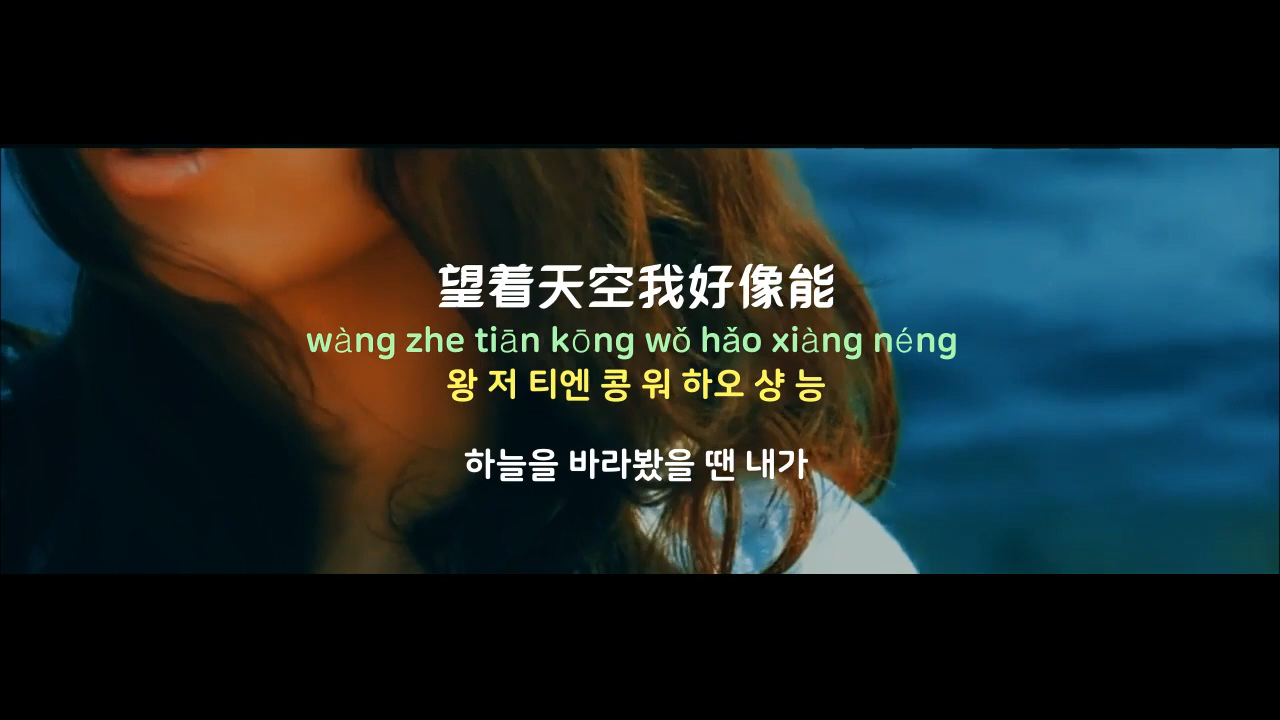 望着天空我好像能
wàng zhe tiān kōng wǒ hǎo xiàng néng
왕 저 티엔 콩 워 하오 샹 능
하늘을 바라봤을 땐 내가